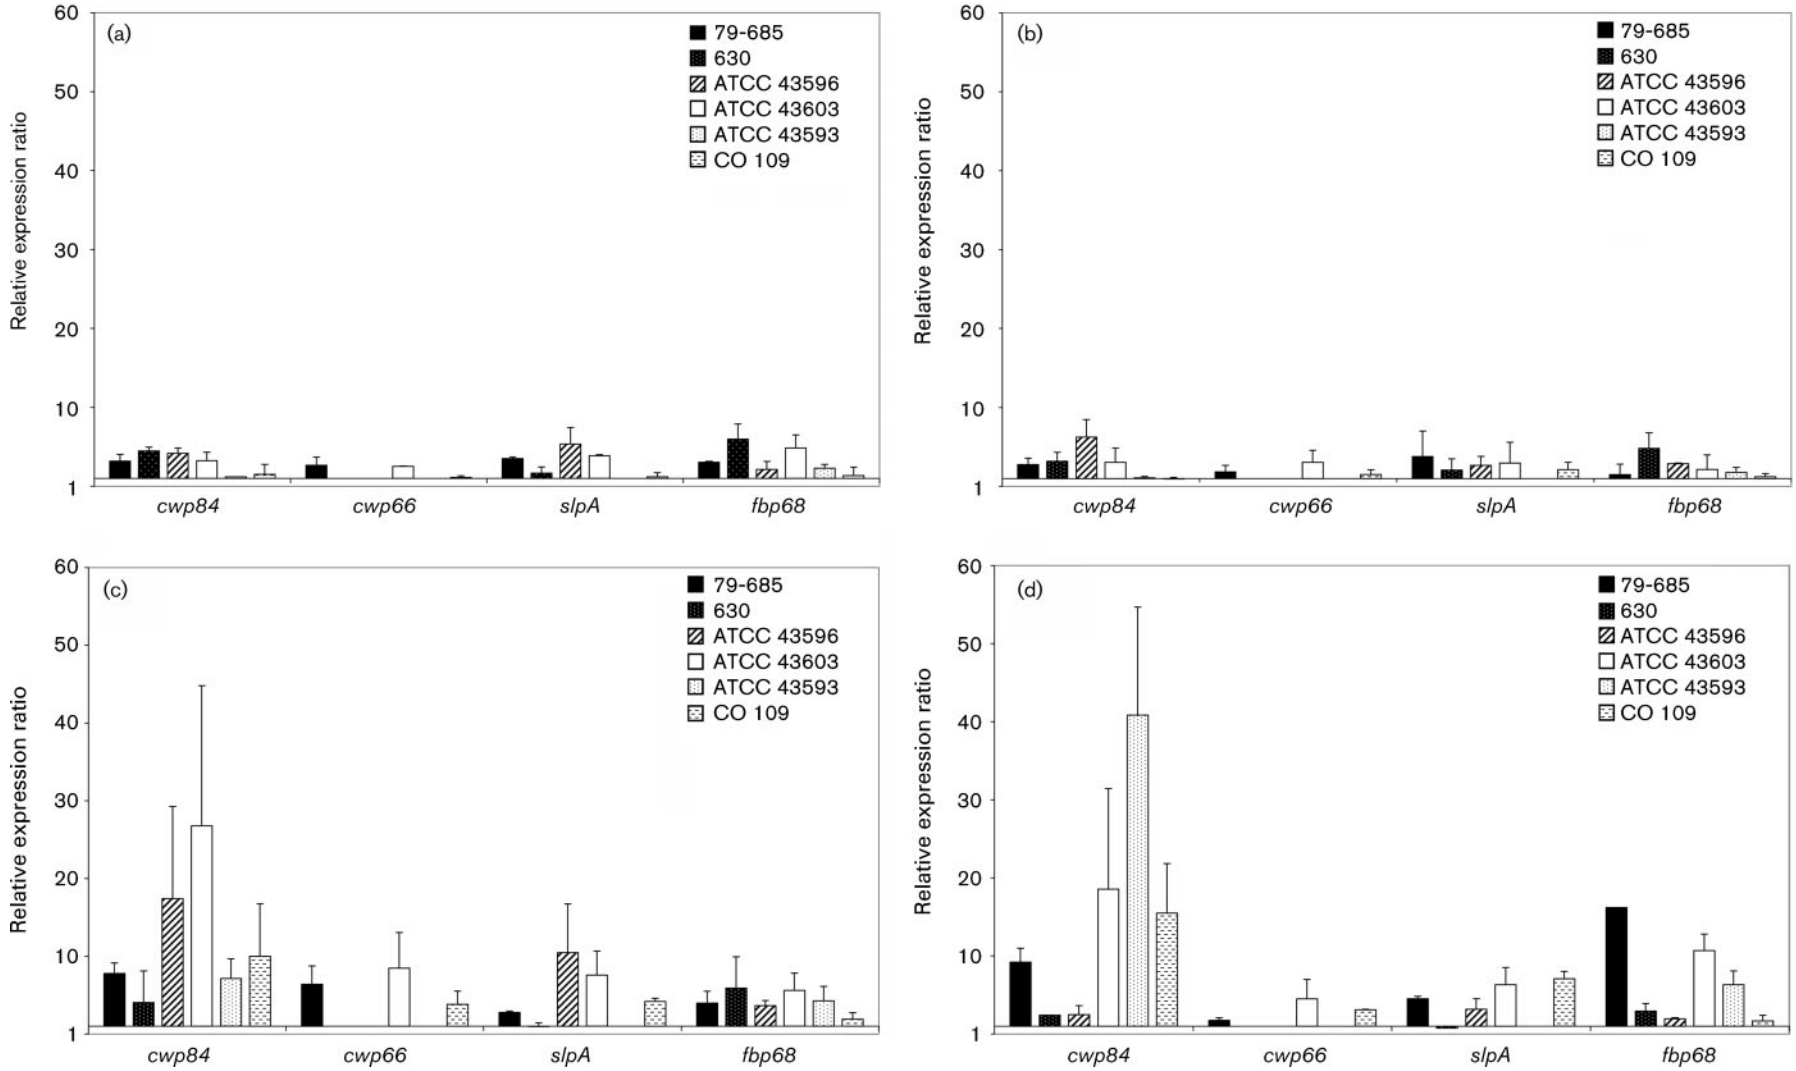 (a)
79-685
630
ATCC 43596
ATCC 43603
ATCC 43593
CO 109
60
50
40
30
20
10
1
Relative expression ratio
cwp84 cwp66 slpA fbp68
(b)
79-685
630
ATCC 43596
ATCC 43603
ATCC 43593
CO 109
60
50
40
30
20
10
1
Relative expression ratio
cwp84 cwp66 slpA fbp68
(c)
79-685
630
ATCC 43596
ATCC 43603
ATCC 43593
CO 109
60
50
40
30
20
10
1
Relative expression ratio
cwp84 cwp66 slpA fbp68
(d)
79-685
630
ATCC 43596
ATCC 43603
ATCC 43593
CO 109
60
50
40
30
20
10
1
Relative expression ratio
cwp84 cwp66 slpA fbp68